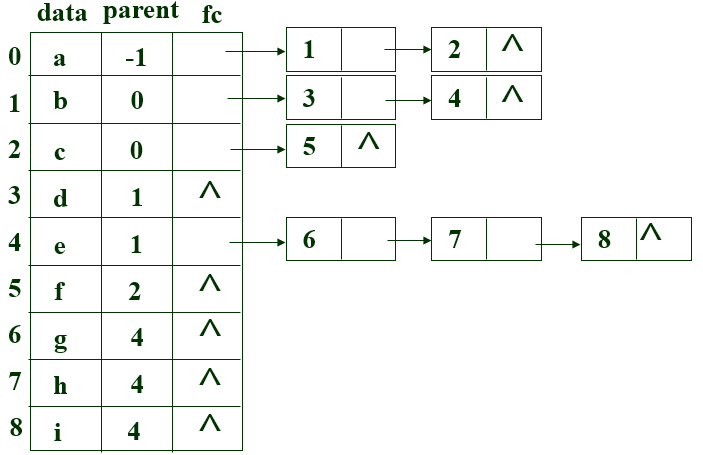 data parent fc
0 a -1 1 2 ^
1 b 0 3 4 ^
2 c 0 5 ^
3 d 1 ^
4 e 1 6 7 8 ^
5 f 2 ^
6 g 4 ^
7 h 4 ^
8 i 4 ^